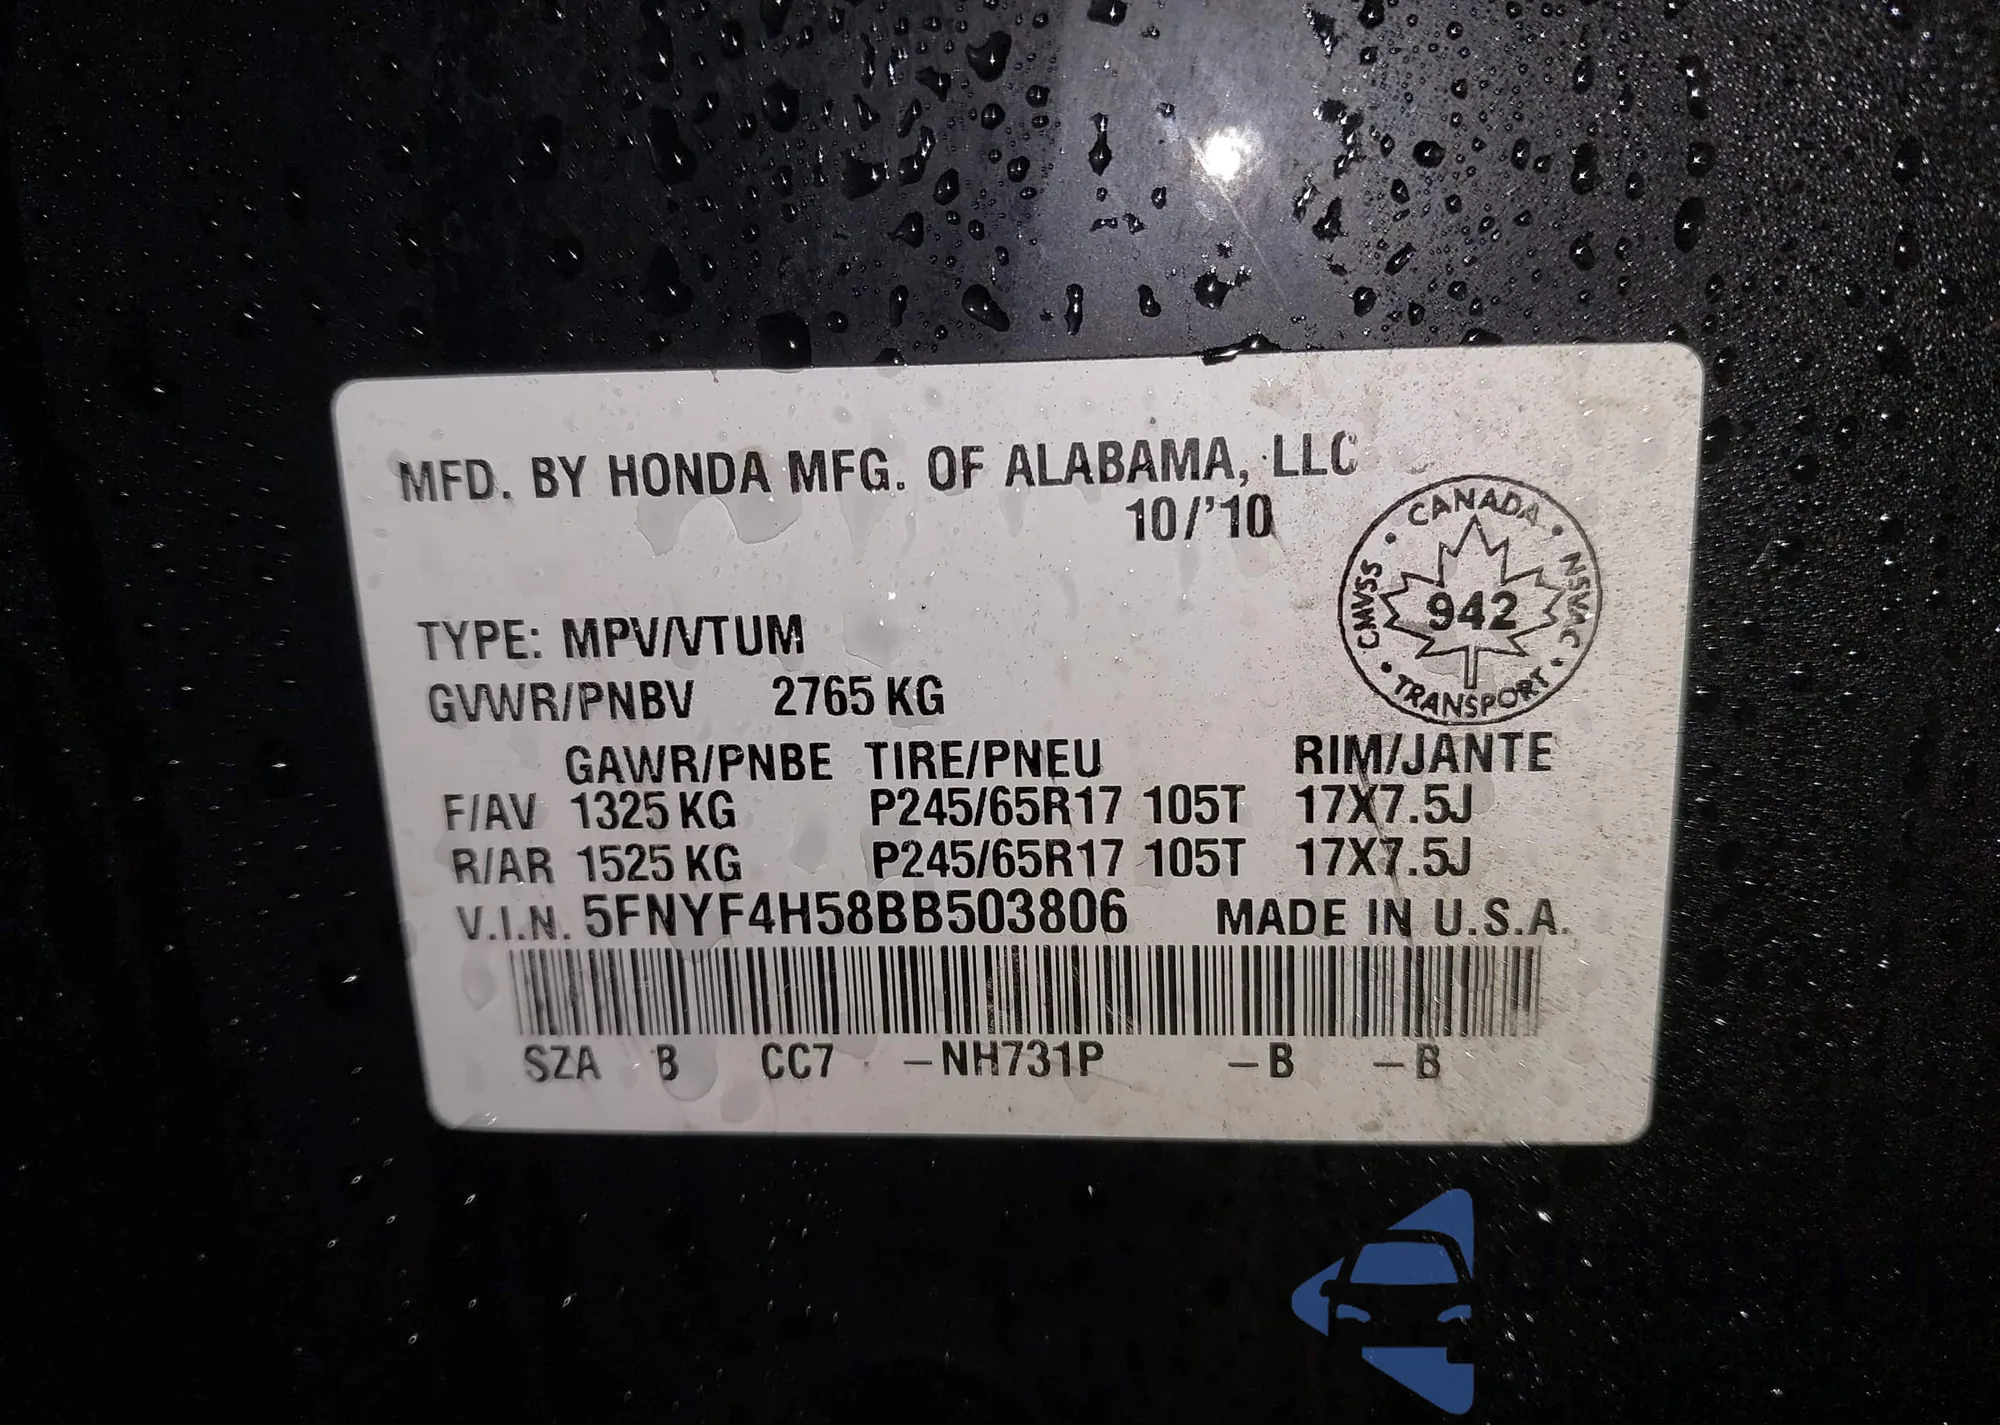 MFD. BY HONDA MFG. OF ALABAMA, LLC
10/'10
CANADA
CMVSS
942
NSVAC
TRANSPORT
TYPE: MPV/VTUM
GVWR/PNBV 2765 KG
GAWR/PNBE TIRE/PNEU RIM/JANTE
F/AV 1325 KG P245/65R17 105T 17X7.5J
R/AR 1525 KG P245/65R17 105T 17X7.5J
V.I.N. 5FNYF4H58BB503806 MADE IN U.S.A.
SZA B CC7 -NH731P -B -B